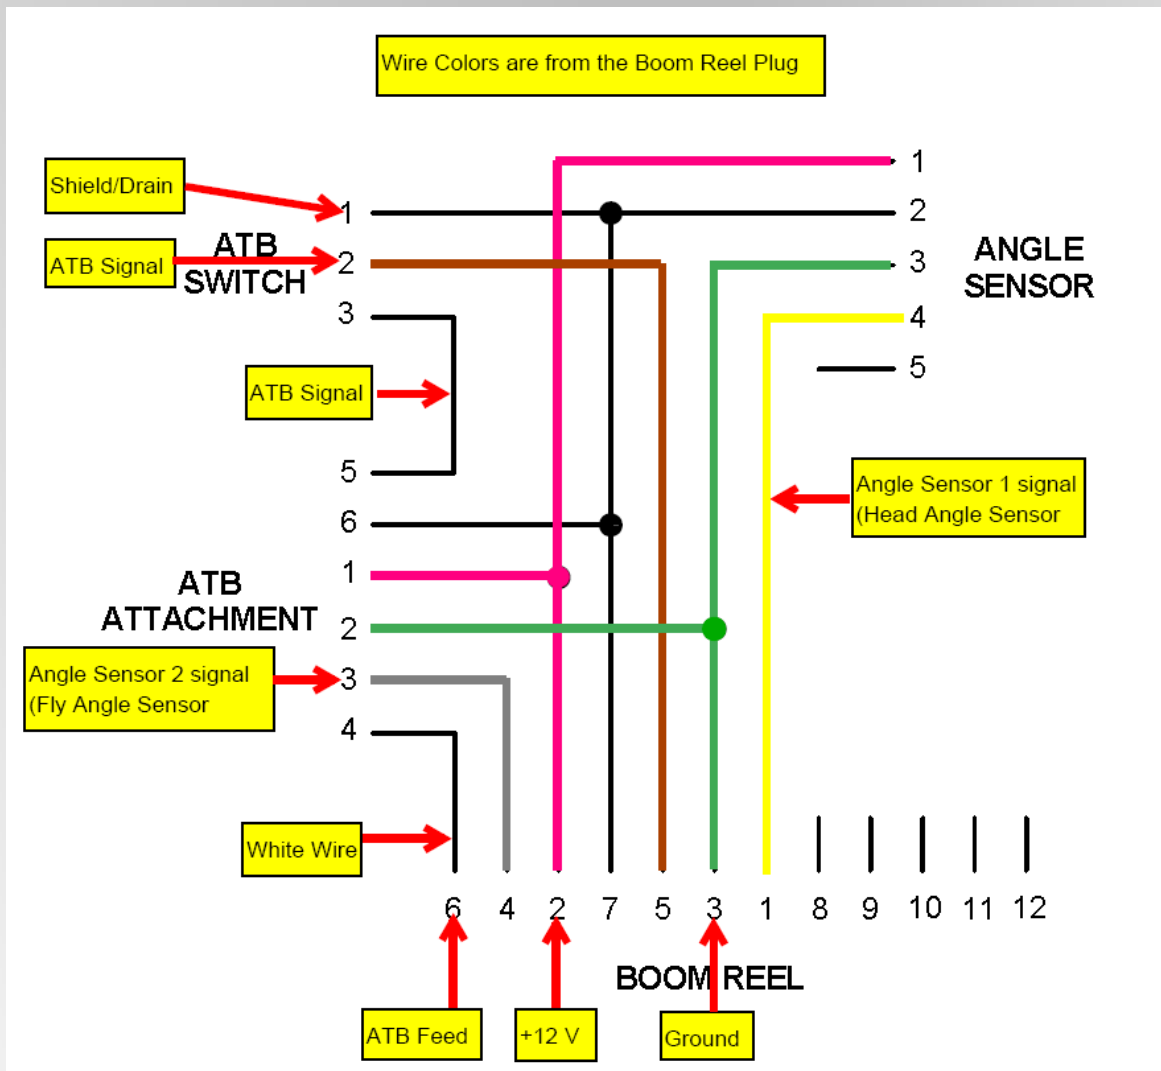 Wire Colors are from the Boom Reel Plug
1
Shield/Drain
1
2
ATB
SWITCH
ATB Signal
2
3
ANGLE
SENSOR
3
4
ATB Signal
5
5
Angle Sensor 1 signal
(Head Angle Sensor
6
1
ATB
ATTACHMENT
2
Angle Sensor 2 signal
(Fly Angle Sensor
3
4
White Wire
6 4 2 7 5 3 1 8 9 10 11 12
BOOM REEL
ATB Feed
+12 V
Ground